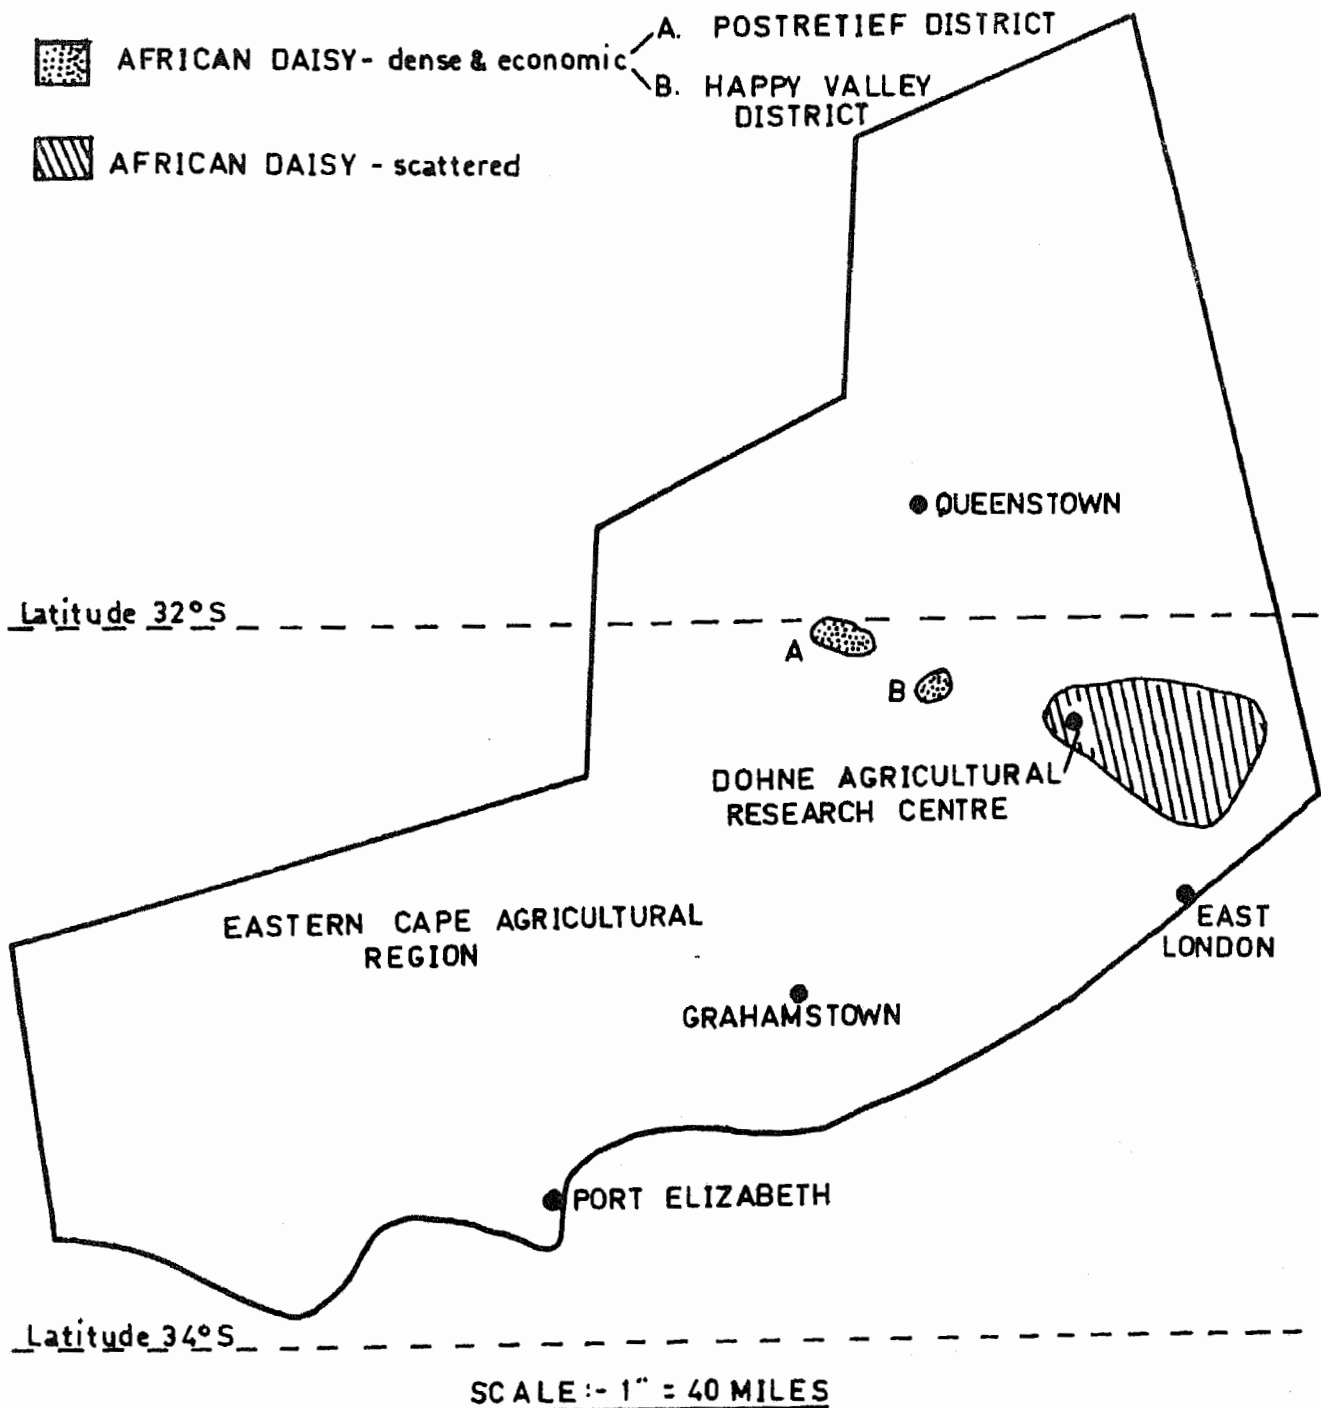 AFRICAN DAISY - dense & economic
A. POSTRETIEF DISTRICT
B. HAPPY VALLEY
DISTRICT
AFRICAN DAISY - scattered
QUEENSTOWN
Latitude 32°S
A
B
DOHNE AGRICULTURAL
RESEARCH CENTRE
EASTERN CAPE AGRICULTURAL
REGION
EAST
LONDON
GRAHAMSTOWN
PORT ELIZABETH
Latitude 34°S
SCALE:- 1" = 40 MILES